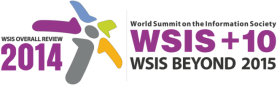 WSIS OVERALL REVIEW
2014
World Summit on the Information Society
WSIS +10
WSIS BEYOND 2015